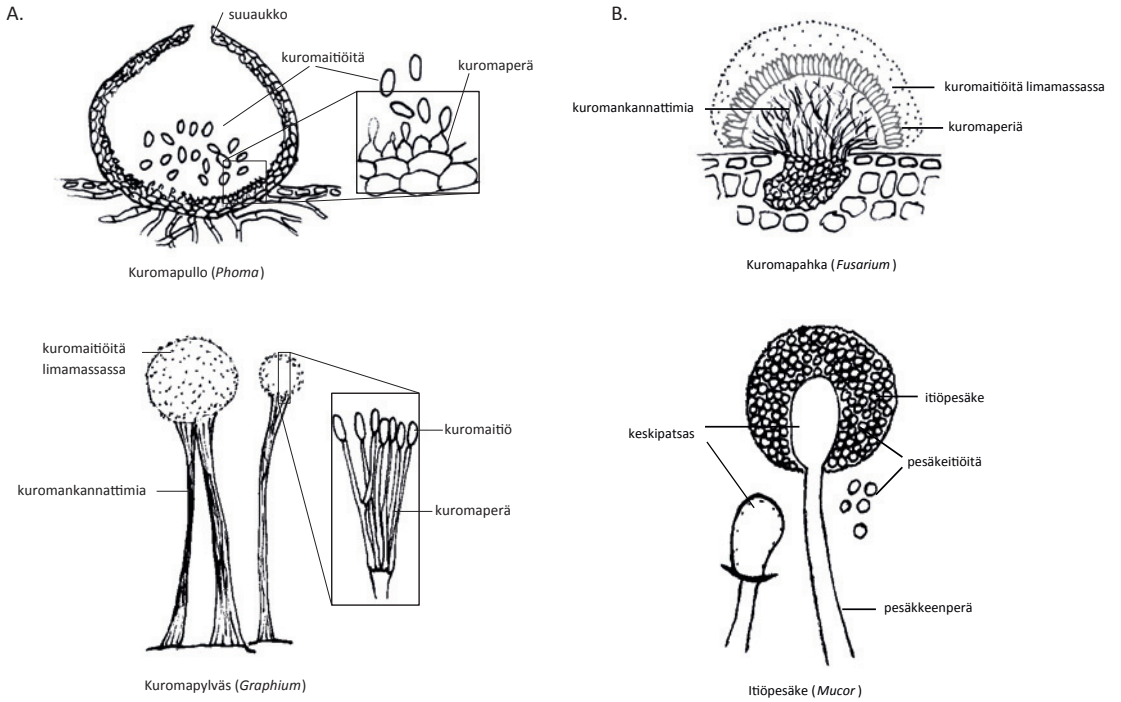 A.
suuaukko
kuromaitiöitä
kuromaperä
Kuromapullo (Phoma)
B.
kuromankannattimia
kuromaitiöitä limamassassa
kuromaperiä
Kuromapahka (Fusarium)
kuromaitiöitä
limamassassa
kuromankannattimia
kuromaitiö
kuromaperä
Kuromapylväs (Graphium)
keskipatsas
itiöpesäke
pesäkeitiöitä
pesäkkeenperä
Itiöpesäke (Mucor)